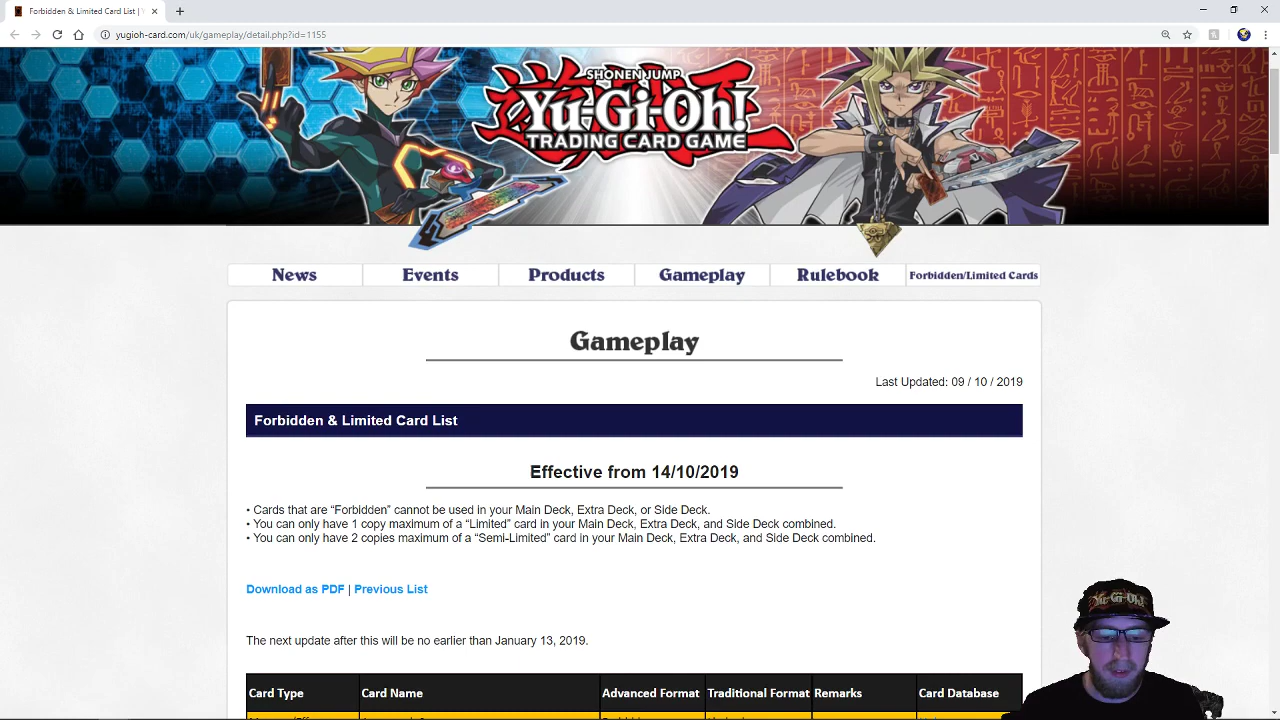 Forbidden & Limited Card List | Y
yugioh-card.com/uk/gameplay/detail.php?id=1155
SHONEN JUMP
遊戯王
Yu-Gi-Oh!
TRADING CARD GAME
News Events Products Gameplay Rulebook Forbidden/Limited Cards
Gameplay
Last Updated: 09 / 10 / 2019
Forbidden & Limited Card List
Effective from 14/10/2019
• Cards that are “Forbidden” cannot be used in your Main Deck, Extra Deck, or Side Deck.
• You can only have 1 copy maximum of a “Limited” card in your Main Deck, Extra Deck, and Side Deck combined.
• You can only have 2 copies maximum of a “Semi-Limited” card in your Main Deck, Extra Deck, and Side Deck combined.
Download as PDF | Previous List
The next update after this will be no earlier than January 13, 2019.
Yu-Gi-Oh!
Card Type Card Name Advanced Format Traditional Format Remarks Card Database